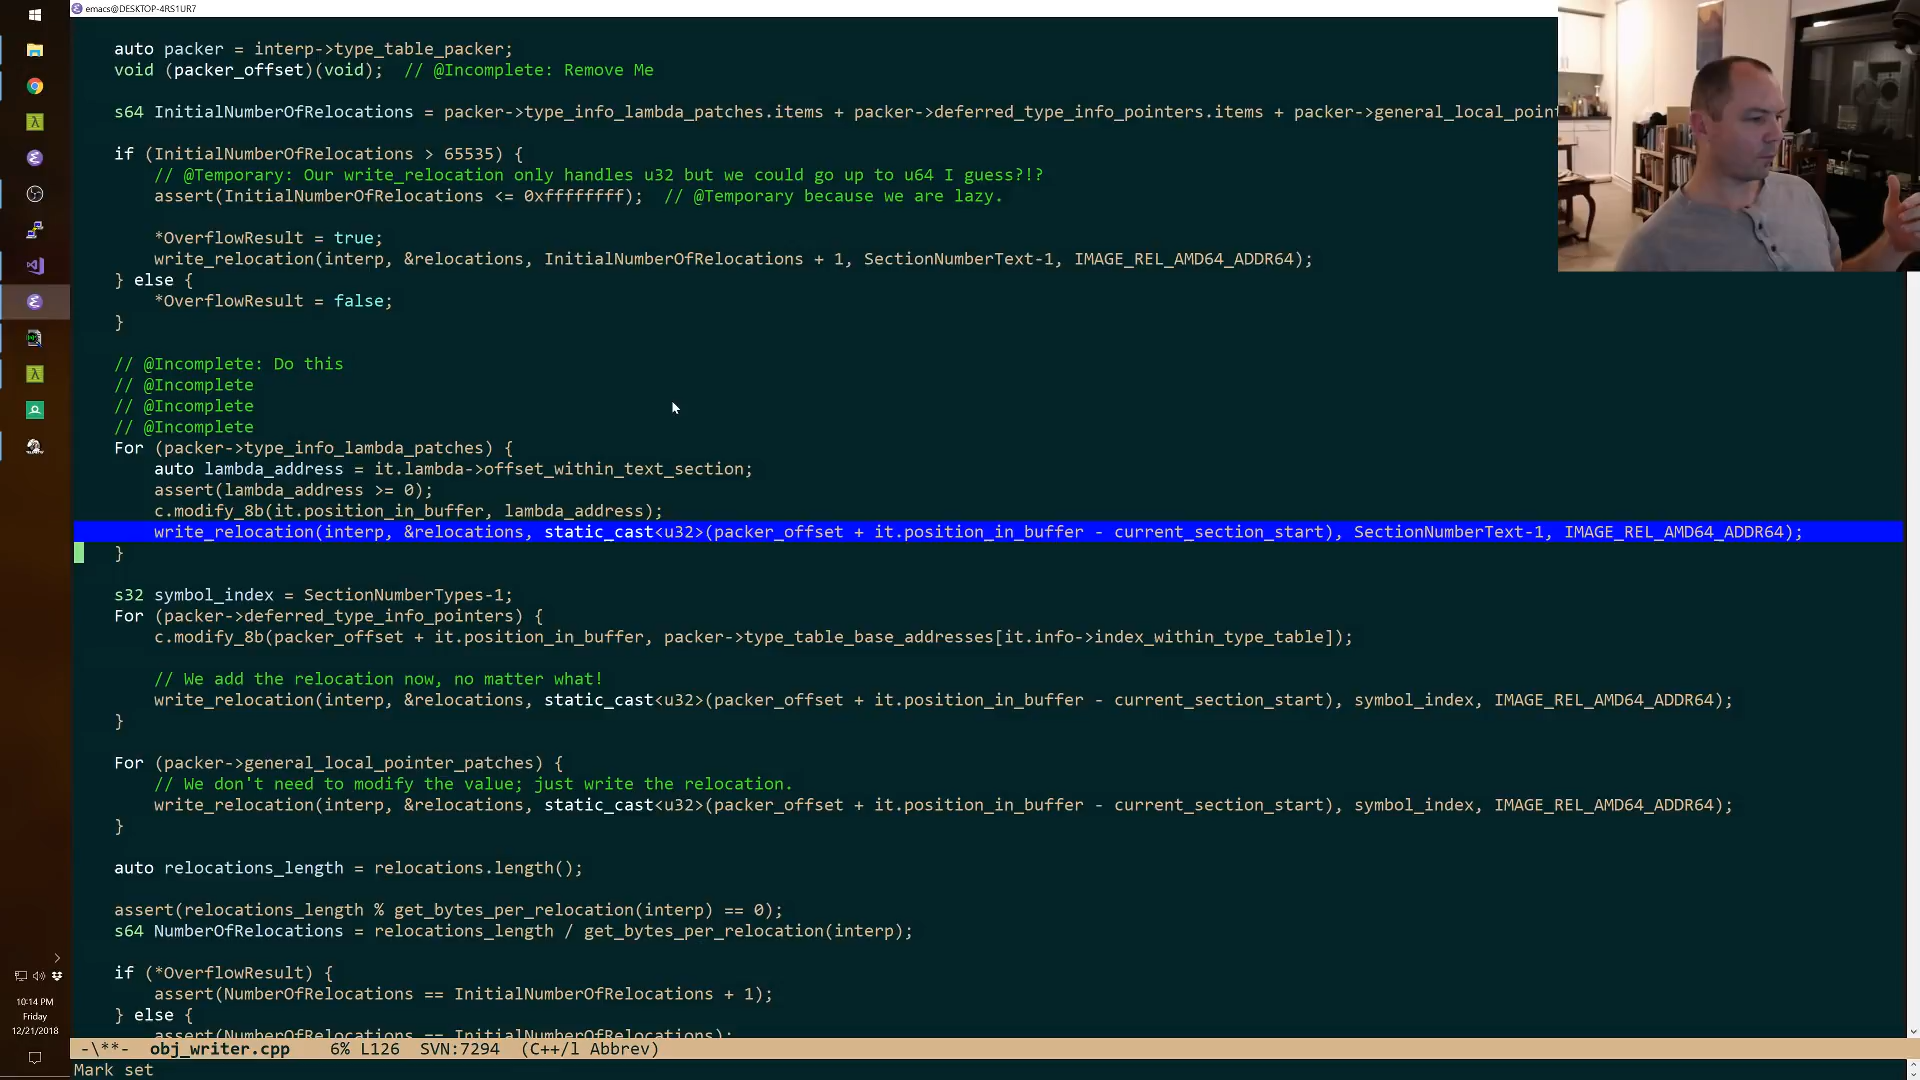 emacs@DESKTOP-4RS1UR7
auto packer = interp->type_table_packer;
void (packer_offset)(void);  // @Incomplete: Remove Me
s64 InitialNumberOfRelocations = packer->type_info_lambda_patches.items + packer->deferred_type_info_pointers.items + packer->general_local_poin
if (InitialNumberOfRelocations > 65535) {
// @Temporary: Our write_relocation only handles u32 but we could go up to u64 I guess?!?
assert(InitialNumberOfRelocations <= 0xffffffff);  // @Temporary because we are lazy.
*OverflowResult = true;
write_relocation(interp, &relocations, InitialNumberOfRelocations + 1, SectionNumberText-1, IMAGE_REL_AMD64_ADDR64);
} else {
*OverflowResult = false;
}
// @Incomplete: Do this
// @Incomplete
// @Incomplete
// @Incomplete
For (packer->type_info_lambda_patches) {
auto lambda_address = it.lambda->offset_within_text_section;
assert(lambda_address >= 0);
c.modify_8b(it.position_in_buffer, lambda_address);
write_relocation(interp, &relocations, static_cast<u32>(packer_offset + it.position_in_buffer - current_section_start), SectionNumberText-1, IMAGE_REL_AMD64_ADDR64);
}
s32 symbol_index = SectionNumberTypes-1;
For (packer->deferred_type_info_pointers) {
c.modify_8b(packer_offset + it.position_in_buffer, packer->type_table_base_addresses[it.info->index_within_type_table]);
// We add the relocation now, no matter what!
write_relocation(interp, &relocations, static_cast<u32>(packer_offset + it.position_in_buffer - current_section_start), symbol_index, IMAGE_REL_AMD64_ADDR64);
}
For (packer->general_local_pointer_patches) {
// We don't need to modify the value; just write the relocation.
write_relocation(interp, &relocations, static_cast<u32>(packer_offset + it.position_in_buffer - current_section_start), symbol_index, IMAGE_REL_AMD64_ADDR64);
}
auto relocations_length = relocations.length();
assert(relocations_length % get_bytes_per_relocation(interp) == 0);
s64 NumberOfRelocations = relocations_length / get_bytes_per_relocation(interp);
if (*OverflowResult) {
assert(NumberOfRelocations == InitialNumberOfRelocations + 1);
} else {
assert(NumberOfRelocations == InitialNumberOfRelocations);
-\**-  obj_writer.cpp    6% L126  SVN:7294  (C++/l Abbrev)
Mark set
10:14 PM
Friday
12/21/2018